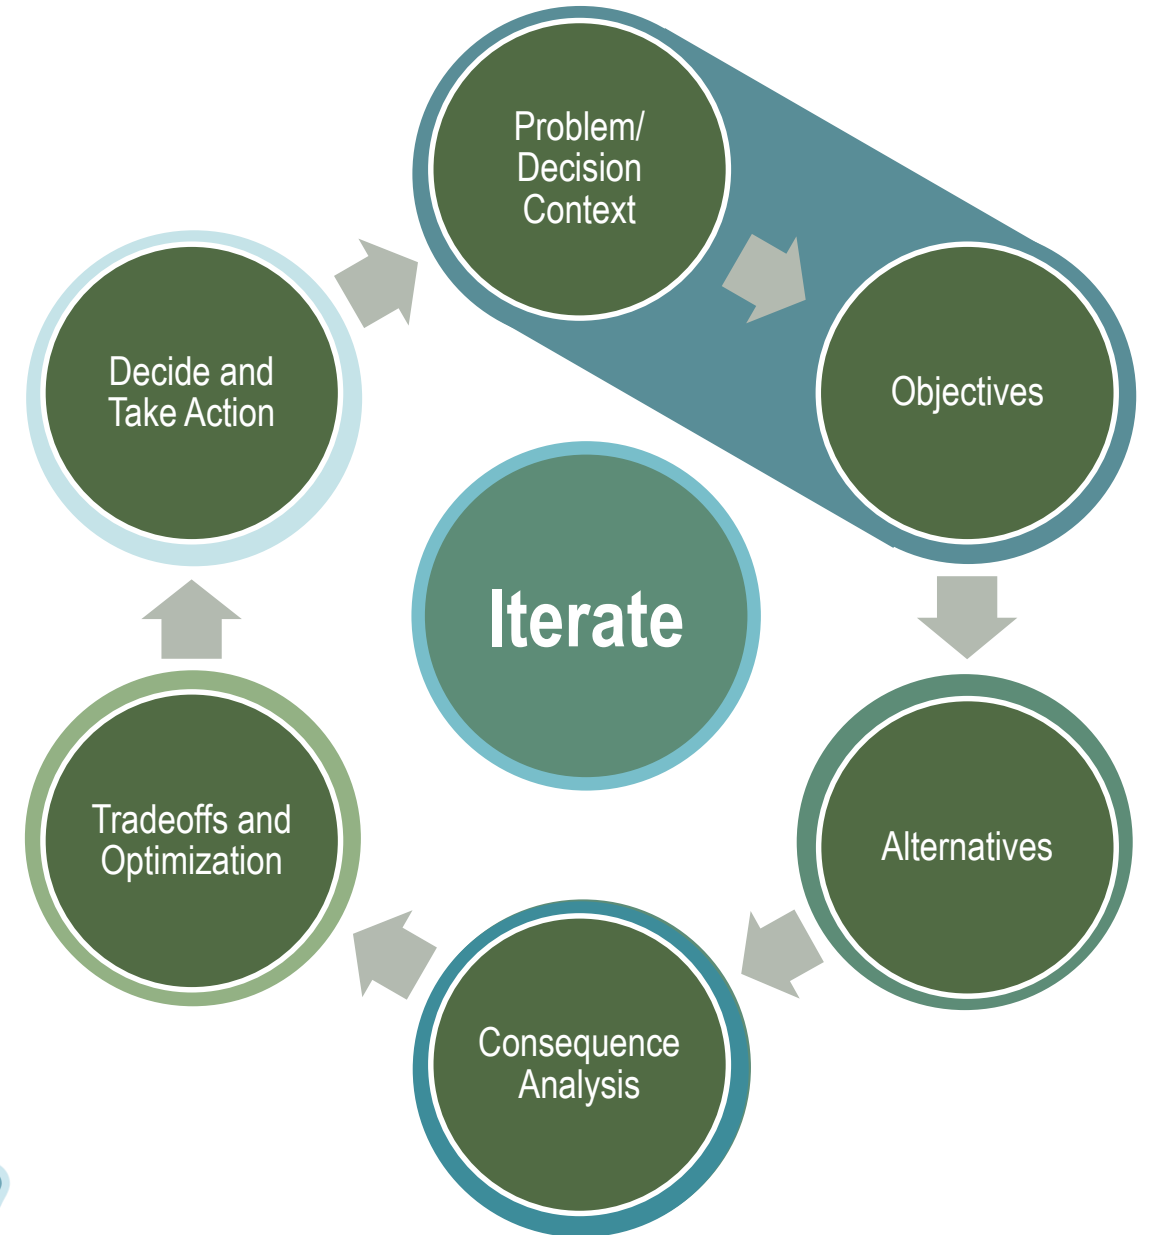 Problem/
Decision
Context
Objectives
Alternatives
Consequence
Analysis
Tradeoffs and
Optimization
Decide and
Take Action
Iterate